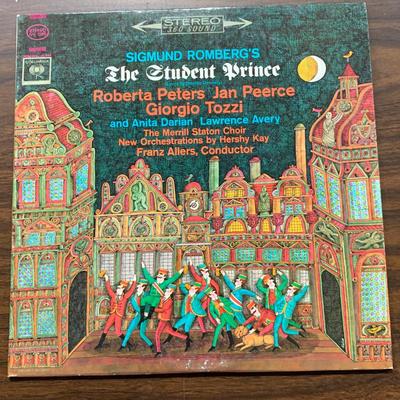 STEREO
360 SOUND
COLUMBIA
SIGMUND ROMBERG'S
The Student Prince
Roberta Peters Jan Peerce
Giorgio Tozzi
and Anita Darian Lawrence Avery
The Merrill Staton Choir
New Orchestrations by Hershy Kay
Franz Allers, Conductor